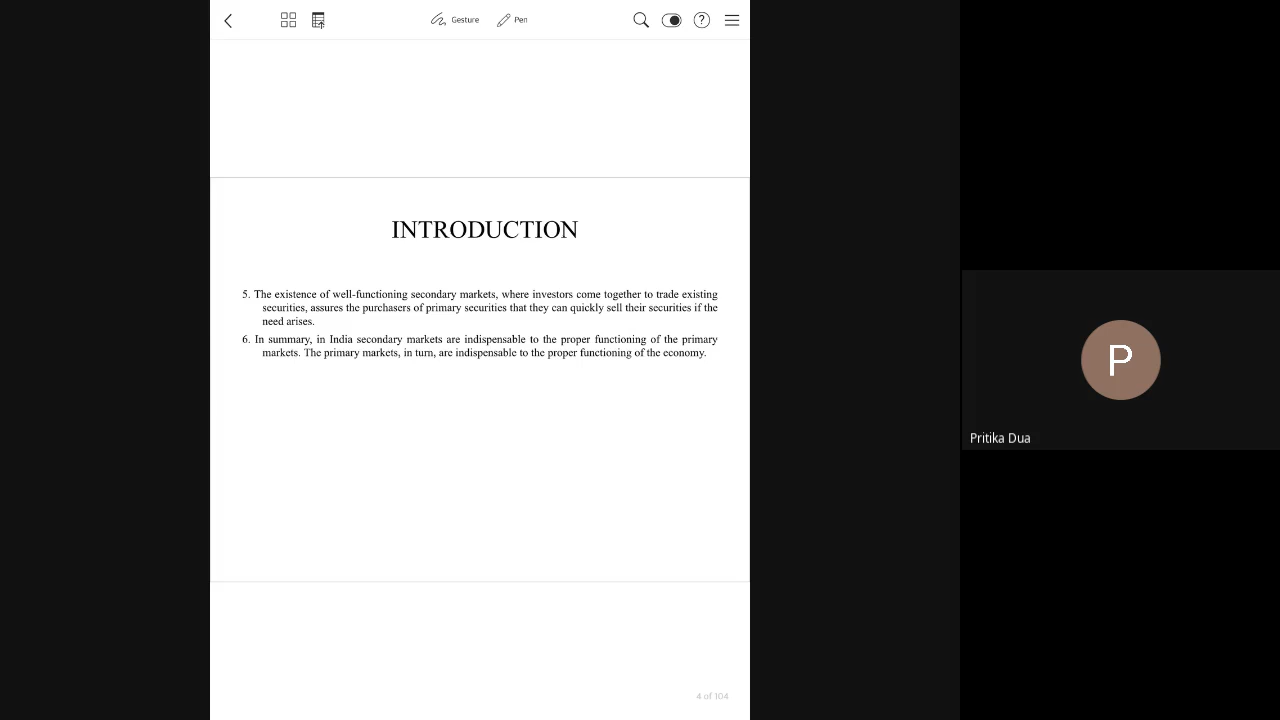 Gesture Pen
INTRODUCTION
5. The existence of well-functioning secondary markets, where investors come together to trade existing
securities, assures the purchasers of primary securities that they can quickly sell their securities if the
need arises.
6. In summary, in India secondary markets are indispensable to the proper functioning of the primary
markets. The primary markets, in turn, are indispensable to the proper functioning of the economy.
P
Pritika Dua
4 of 104